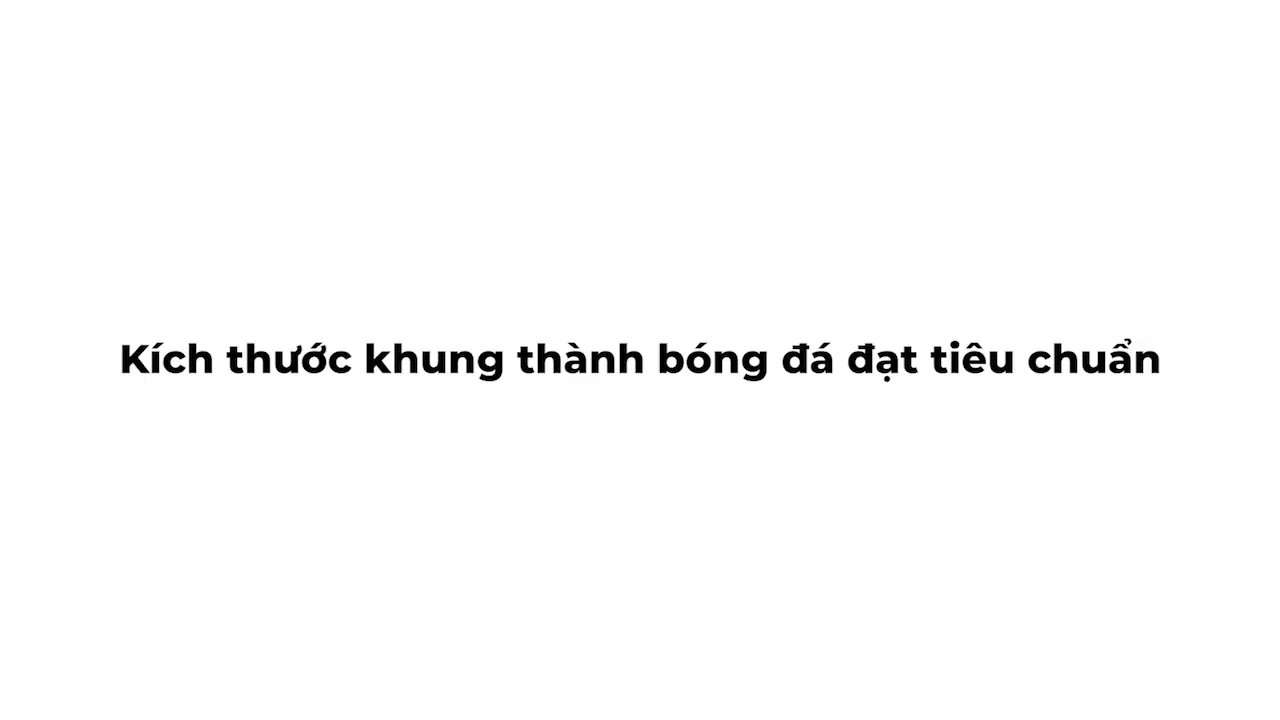 Kích thước khung thành bóng đá đạt tiêu chuẩn